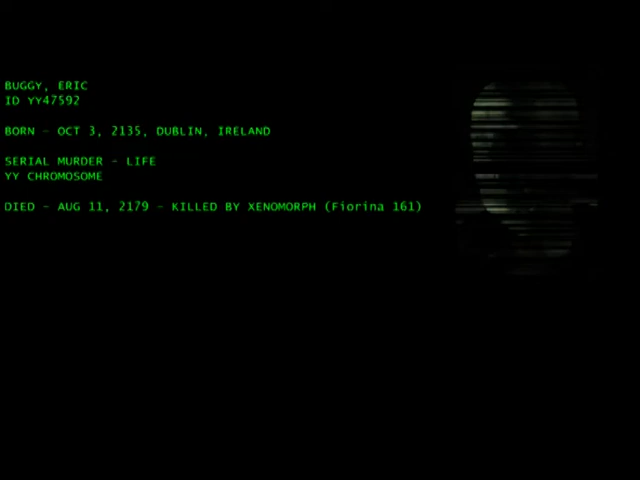 BUGGY, ERIC
ID YY47592
BORN - OCT 3, 2135, DUBLIN, IRELAND
SERIAL MURDER - LIFE
YY CHROMOSOME
DIED - AUG 11, 2179 - KILLED BY XENOMORPH (Fiorina 161)